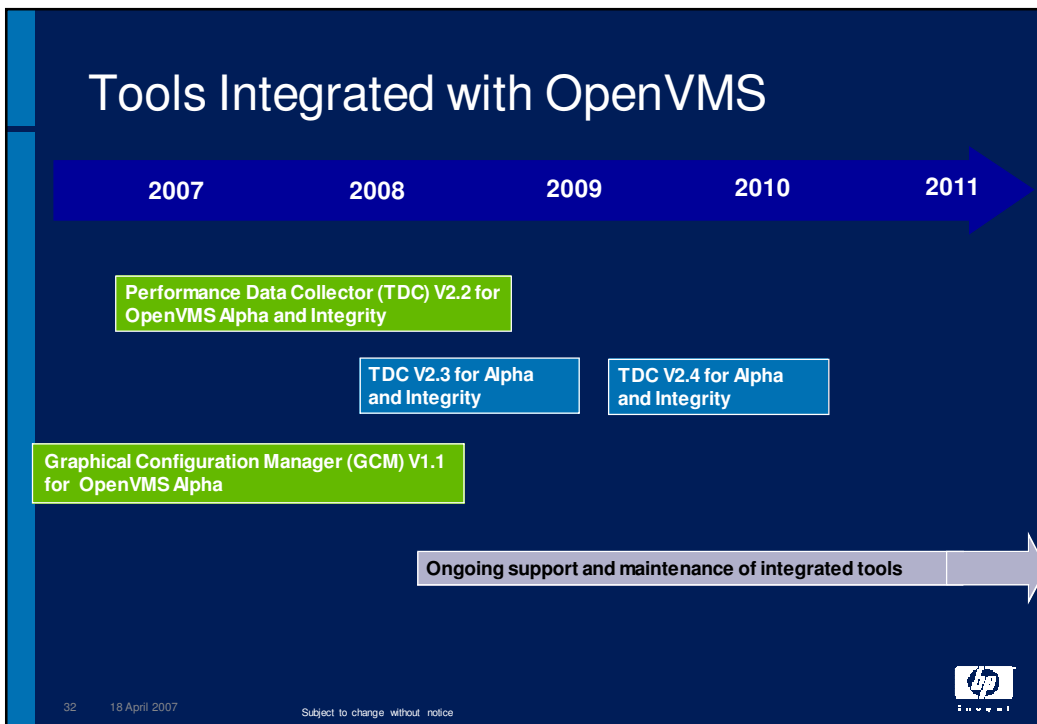 Tools Integrated with OpenVMS
2007 2008 2009 2010 2011
Performance Data Collector (TDC) V2.2 for
OpenVMS Alpha and Integrity
TDC V2.3 for Alpha
and Integrity
TDC V2.4 for Alpha
and Integrity
Graphical Configuration Manager (GCM) V1.1
for OpenVMS Alpha
Ongoing support and maintenance of integrated tools
hp
i n v e n t
32 18 April 2007 Subject to change without notice